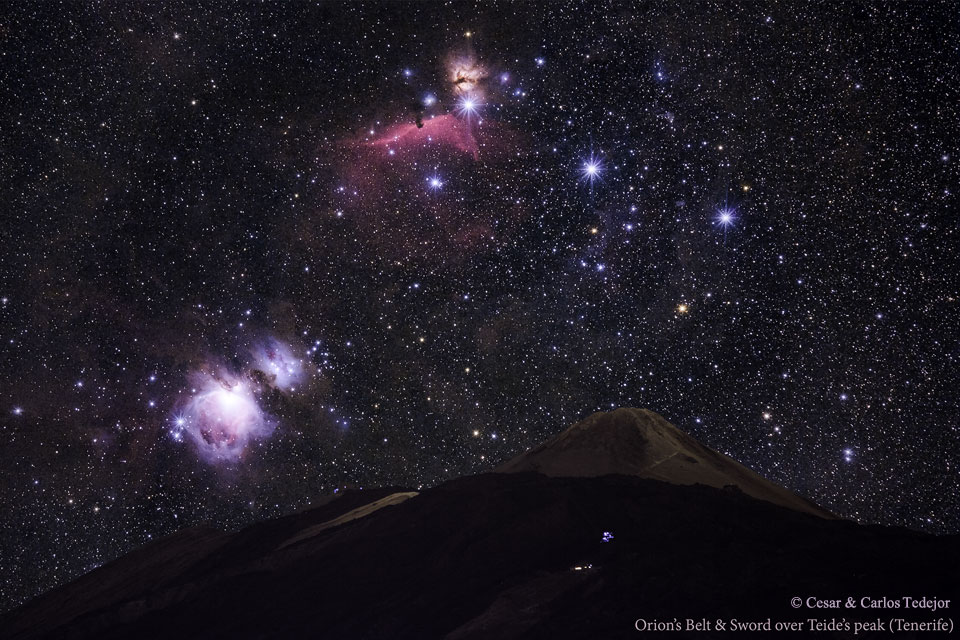 © Cesar & Carlos Tedejor
Orion's Belt & Sword over Teide's peak (Tenerife)